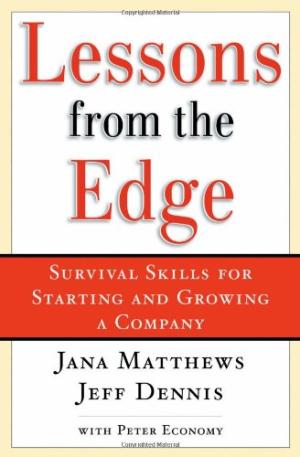 Lessons
from the
Edge
Survival Skills for
Starting and Growing
a Company
Jana Matthews
Jeff Dennis
with Peter Economy